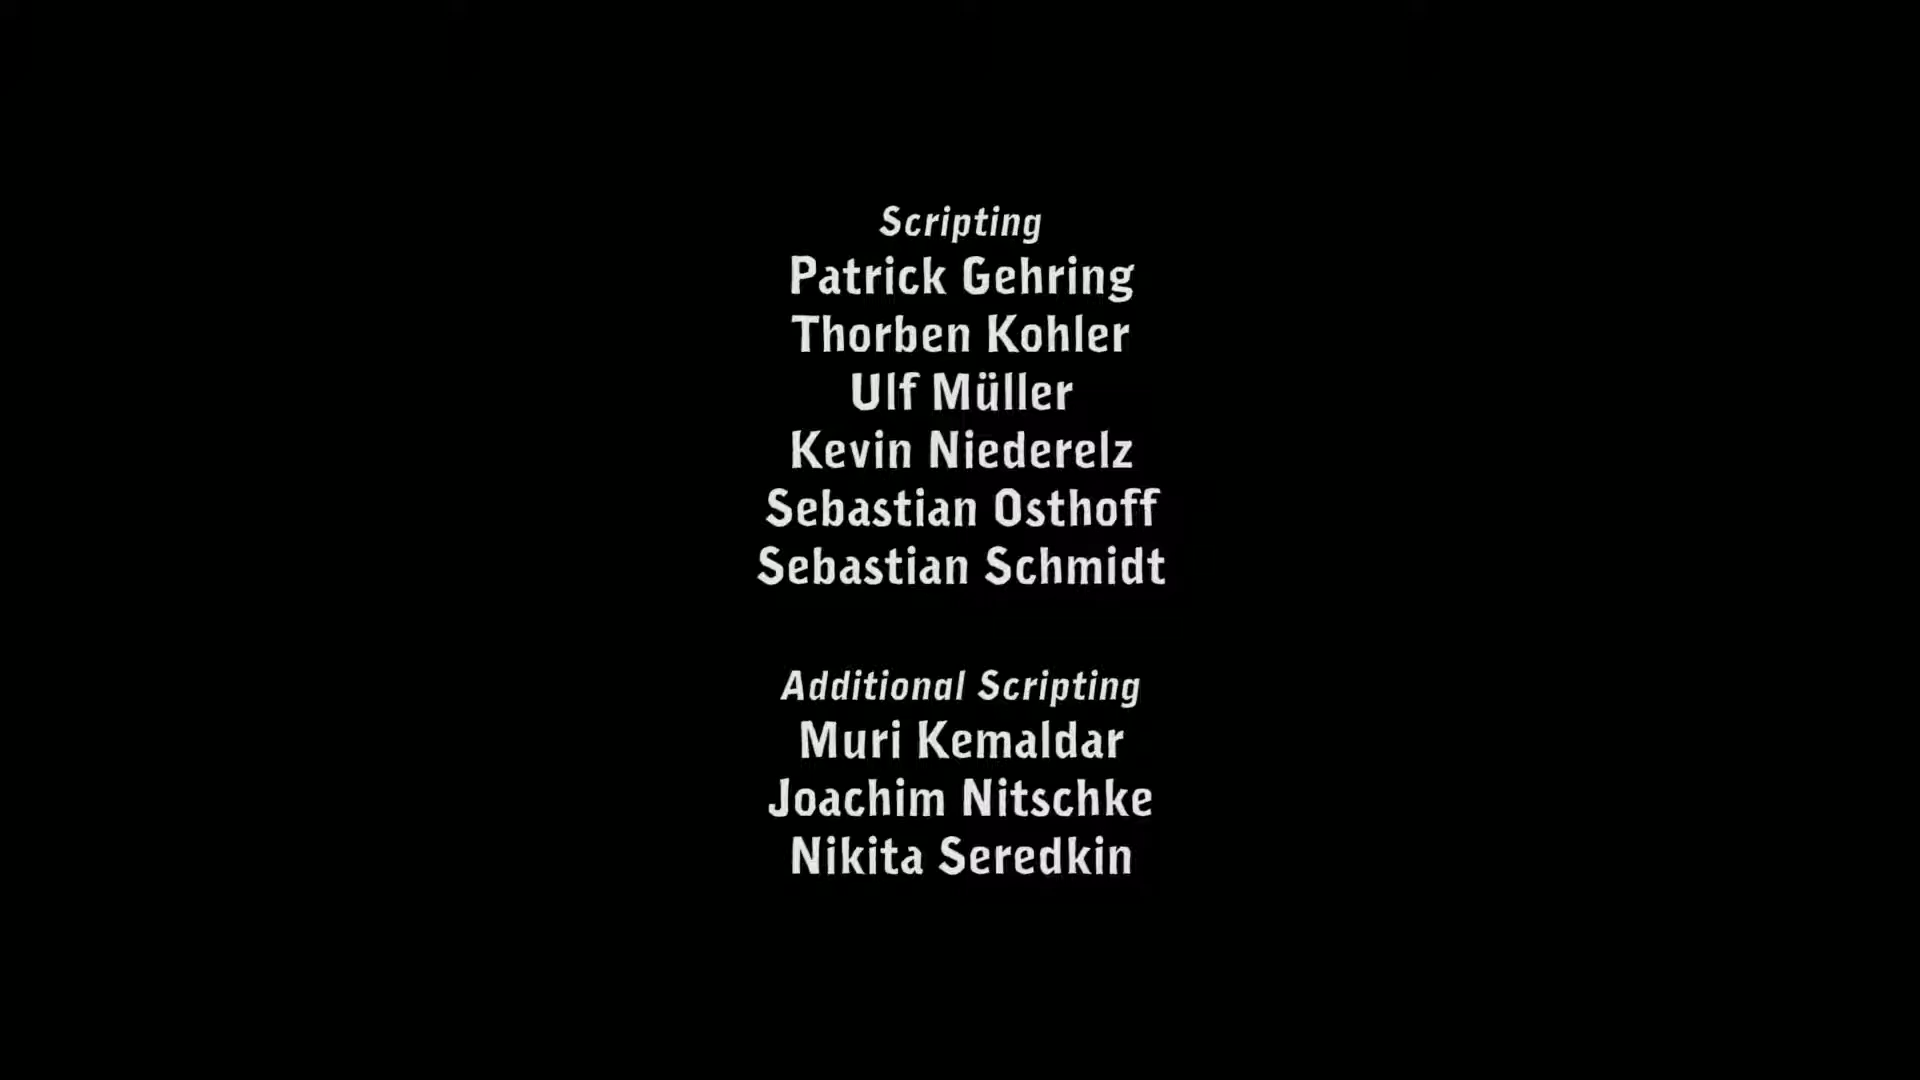 Scripting
Patrick Gehring
Thorben Kohler
Ulf Müller
Kevin Niederelz
Sebastian Osthoff
Sebastian Schmidt
Additional Scripting
Muri Kemaldar
Joachim Nitschke
Nikita Seredkin